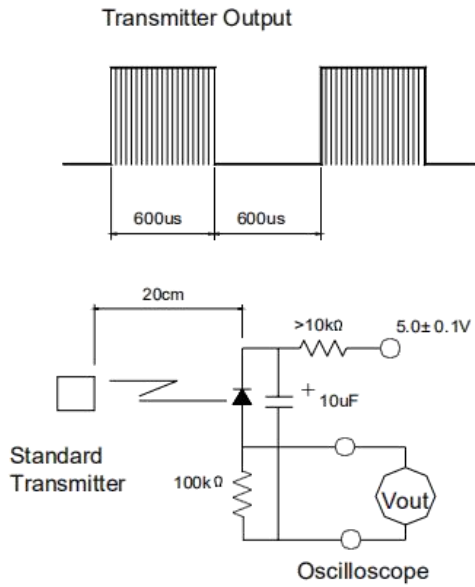 Transmitter Output
600us
600us
20cm
>10kΩ
5.0±0.1V
+
10uF
Standard
Transmitter
100kΩ
Vout
Oscilloscope